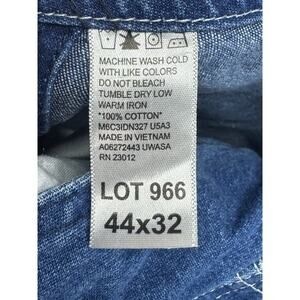 MACHINE WASH COLD
WITH LIKE COLORS
DO NOT BLEACH
TUMBLE DRY LOW
WARM IRON
*100% COTTON*
M6C3IDN327 U5A3
MADE IN VIETNAM
A06272443 UWASA
RN 23012
LOT 966
44x32